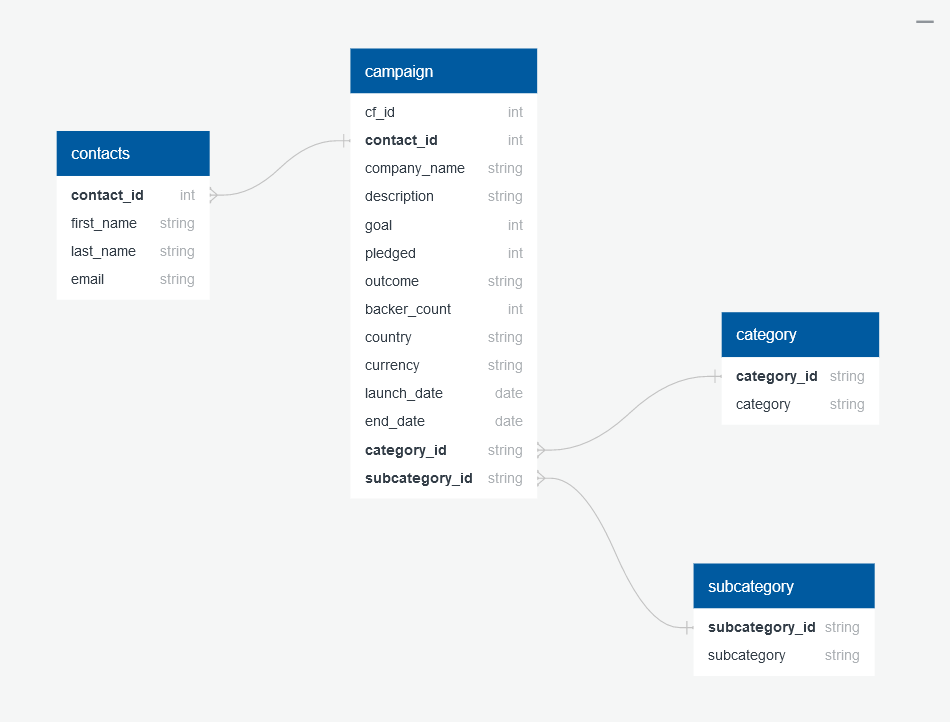 contacts
contact_id int
first_name string
last_name string
email string
campaign
cf_id int
contact_id int
company_name string
description string
goal int
pledged int
outcome string
backer_count int
country string
currency string
launch_date date
end_date date
category_id string
subcategory_id string
category
category_id string
category string
subcategory
subcategory_id string
subcategory string